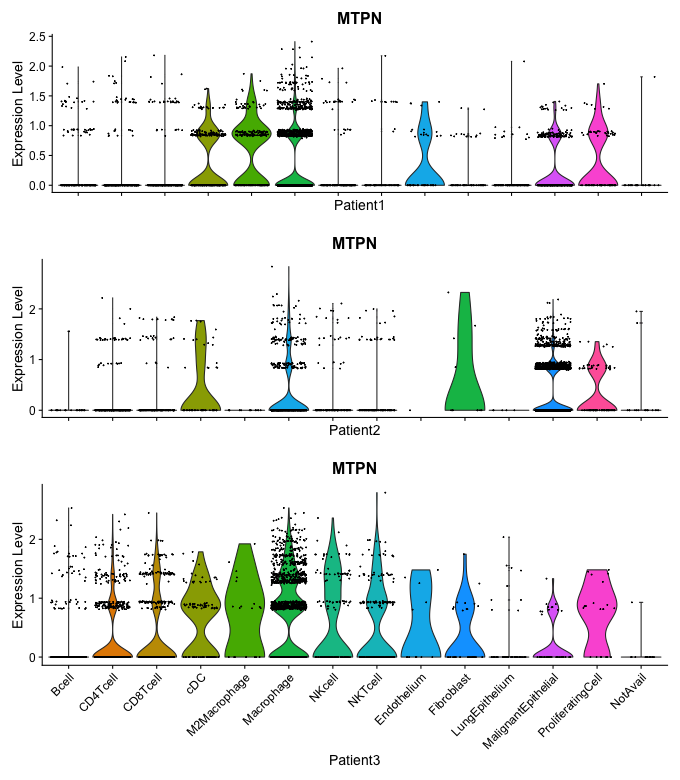 MTPN
Expression Level
2.5
2.0
1.5
1.0
0.5
0.0
Patient1
MTPN
Expression Level
2
1
0
Patient2
MTPN
Expression Level
2
1
0
Bcell
CD4Tcell
CD8Tcell
cDC
M2Macrophage
Macrophage
NKcell
NKTcell
Endothelium
Fibroblast
LungEpithelium
MalignantEpithelial
ProliferatingCell
NotAvail
Patient3